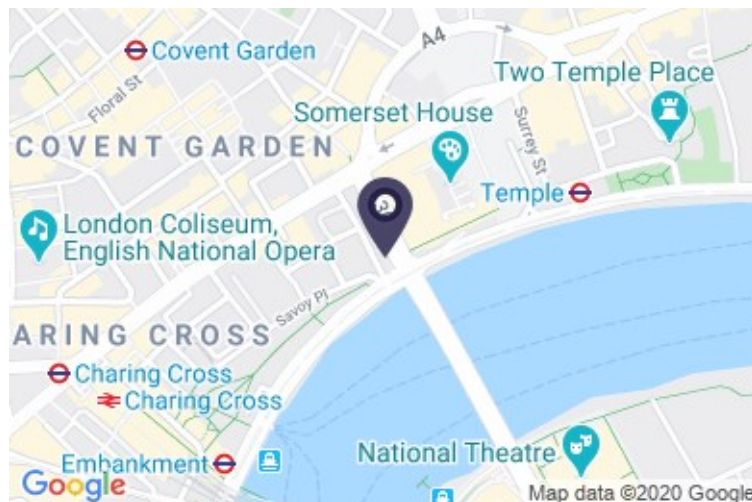 Covent Garden
A4
Floral St
Two Temple Place
Somerset House
Surrey St
COVENT GARDEN
Temple
London Coliseum,
English National Opera
Savoy Pl
ARING CROSS
Charing Cross
Charing Cross
Embankment
National Theatre
Google
Map data ©2020 Google